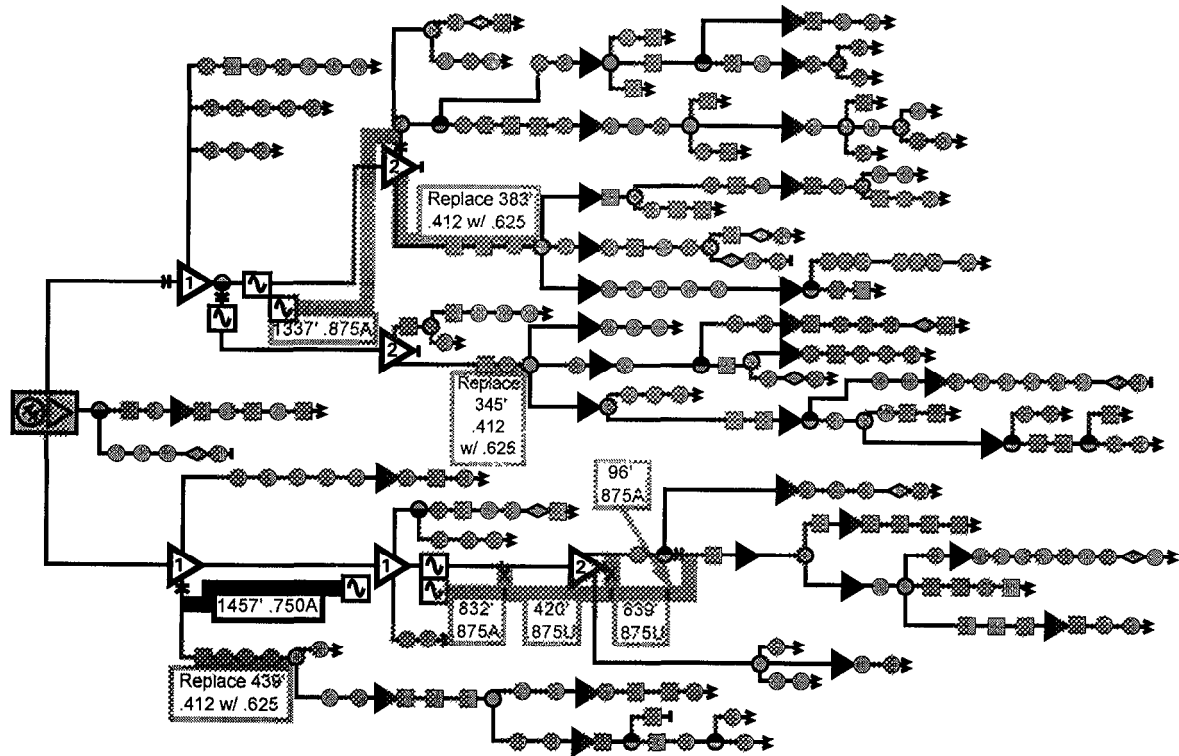 2
Replace 383'
.412 w/ .625
1
1337' .875A
2
Replace
345'
.412
w/ .625
96'
875A
1
1
2
1457' .750A
832'
875A
420'
875U
839'
875U
Replace 439'
.412 w/ .625